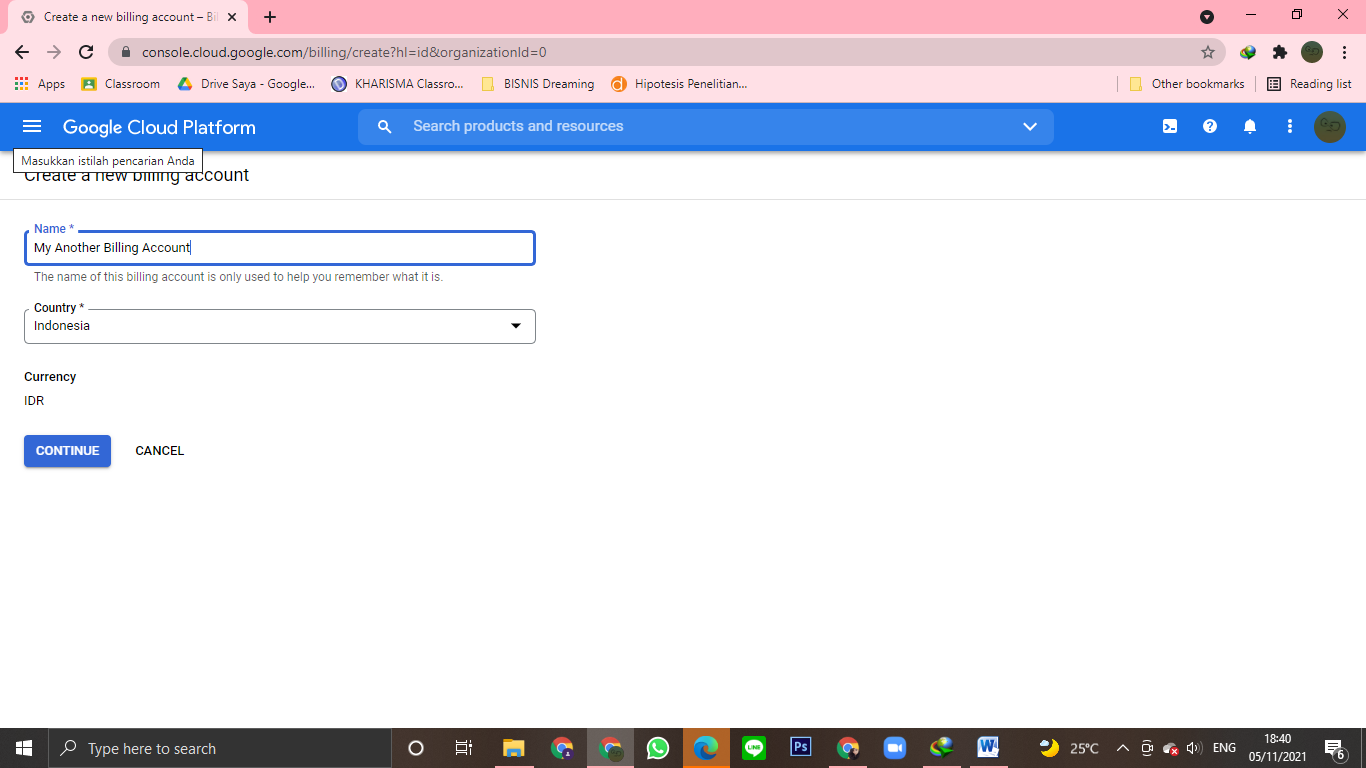 Create a new billing account – Bil
console.cloud.google.com/billing/create?hl=id&organizationId=0
Apps
Classroom
Drive Saya - Google...
KHARISMA Classro...
BISNIS Dreaming
Hipotesis Penelitian...
Other bookmarks
Reading list
Google Cloud Platform
Search products and resources
Masukkan istilah pencarian Anda
Create a new billing account
Name *
My Another Billing Account
The name of this billing account is only used to help you remember what it is.
Country *
Indonesia
Currency
IDR
CONTINUE
CANCEL
Type here to search
LINE
Ps
W
25°C
ENG
18:40
05/11/2021
6